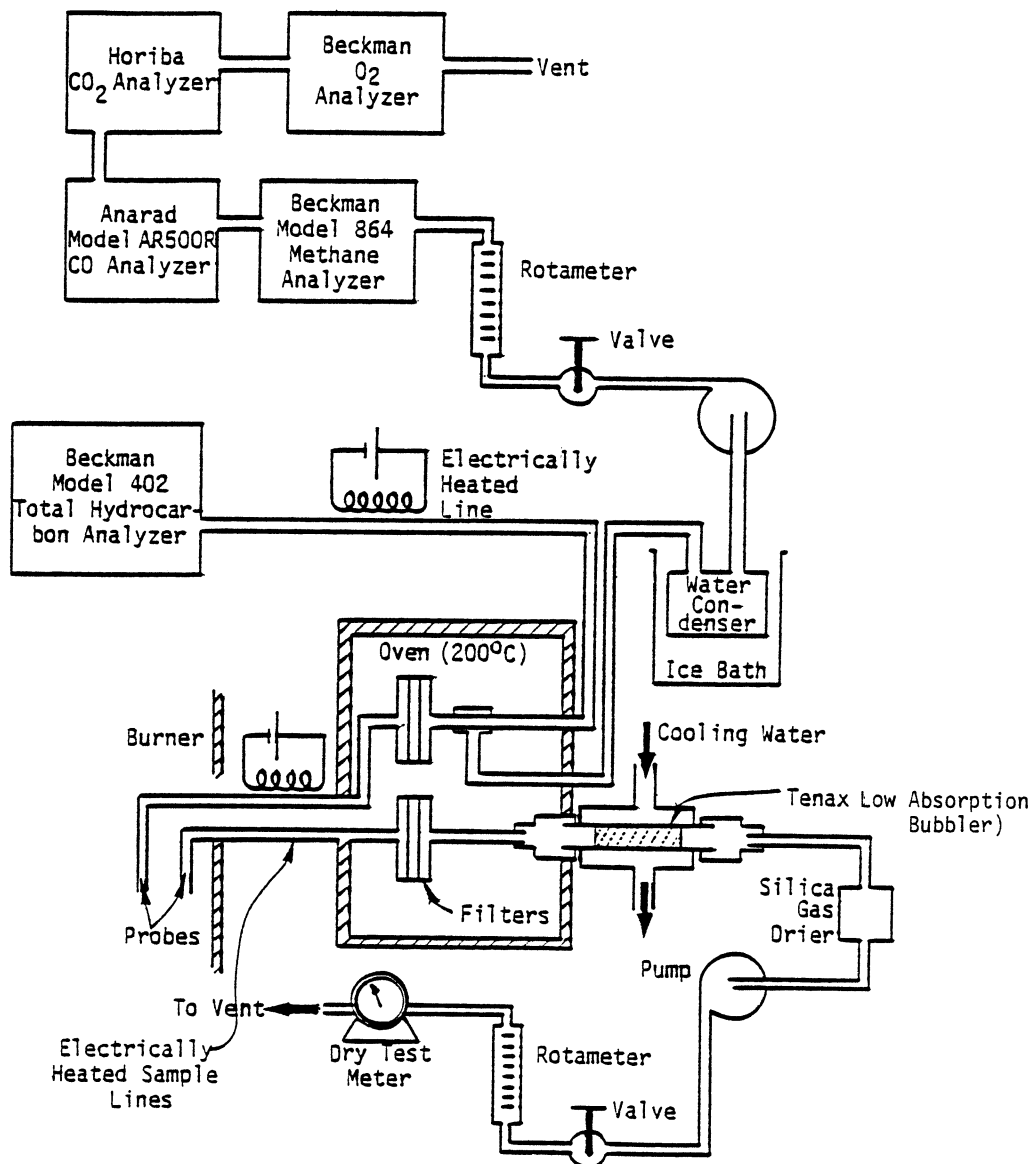 Horiba
CO2 Analyzer
Beckman
O2
Analyzer
Vent
Anarad
Model AR500R
CO Analyzer
Beckman
Model 864
Methane
Analyzer
Rotameter
Valve
Beckman
Model 402
Total Hydrocar-
bon Analyzer
Electrically
Heated
Line
Water
Con-
denser
Ice Bath
Oven (200°C)
Burner
Cooling Water
Tenax Low Absorption
Bubbler)
Probes
Filters
Silica
Gas
Drier
Pump
To Vent
Electrically
Heated Sample
Lines
Dry Test
Meter
Rotameter
Valve